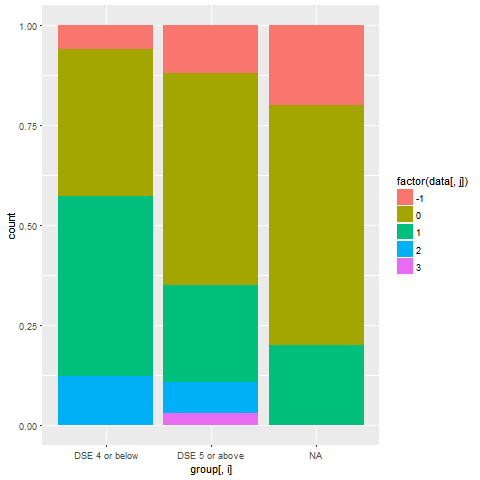 1.00
0.75
0.50
0.25
0.00
count
DSE 4 or below
DSE 5 or above
NA
group[, i]
factor(data[, j])
-1
0
1
2
3